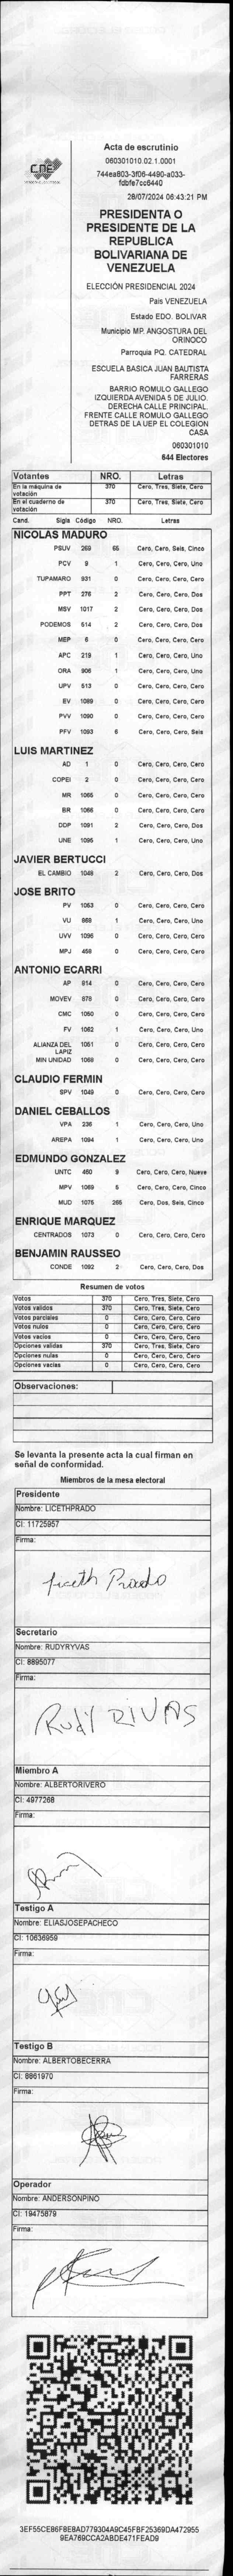 CNE
Acta de escrutinio
060301010.02.1.0001
744ea803-3f06-4490-a033-
fdbfe7cc6440
28/07/2024 06:43:21 PM
PRESIDENTA O
PRESIDENTE DE LA
REPUBLICA
BOLIVARIANA DE
VENEZUELA
ELECCIÓN PRESIDENCIAL 2024
País VENEZUELA
Estado EDO. BOLIVAR
Municipio MP. ANGOSTURA DEL
ORINOCO
Parroquia PQ. CATEDRAL
ESCUELA BASICA JUAN BAUTISTA
FARRERAS
BARRIO ROMULO GALLEGO
IZQUIERDA AVENIDA 5 DE JULIO.
DERECHA CALLE PRINCIPAL.
FRENTE CALLE ROMULO GALLEGO
DETRAS DE LA UEP EL COLEGION
CASA
060301010
644 Electores
Votantes NRO. Letras
En la máquina de votación 370 Cero, Tres, Siete, Cero
En el cuaderno de votación 370 Cero, Tres, Siete, Cero
Cand. Sigla Código NRO. Letras
NICOLAS MADURO
PSUV 269 65 Cero, Cero, Seis, Cinco
PCV 9 1 Cero, Cero, Cero, Uno
TUPAMARO 931 0 Cero, Cero, Cero, Cero
PPT 276 2 Cero, Cero, Cero, Dos
MSV 1017 2 Cero, Cero, Cero, Dos
PODEMOS 514 2 Cero, Cero, Cero, Dos
MEP 6 0 Cero, Cero, Cero, Cero
APC 219 1 Cero, Cero, Cero, Uno
ORA 906 1 Cero, Cero, Cero, Uno
UPV 513 0 Cero, Cero, Cero, Cero
EV 1089 0 Cero, Cero, Cero, Cero
PVV 1090 0 Cero, Cero, Cero, Cero
PFV 1093 6 Cero, Cero, Cero, Seis
LUIS MARTINEZ
AD 1 0 Cero, Cero, Cero, Cero
COPEI 2 0 Cero, Cero, Cero, Cero
MR 1065 0 Cero, Cero, Cero, Cero
BR 1066 0 Cero, Cero, Cero, Cero
DDP 1091 2 Cero, Cero, Cero, Dos
UNE 1095 1 Cero, Cero, Cero, Uno
JAVIER BERTUCCI
EL CAMBIO 1048 2 Cero, Cero, Cero, Dos
JOSE BRITO
PV 1053 0 Cero, Cero, Cero, Cero
VU 868 1 Cero, Cero, Cero, Uno
UVV 1096 0 Cero, Cero, Cero, Cero
MPJ 458 0 Cero, Cero, Cero, Cero
ANTONIO ECARRI
AP 814 0 Cero, Cero, Cero, Cero
MOVEV 878 0 Cero, Cero, Cero, Cero
CMC 1050 0 Cero, Cero, Cero, Cero
FV 1062 1 Cero, Cero, Cero, Uno
ALIANZA DEL LAPIZ 1051 0 Cero, Cero, Cero, Cero
MIN UNIDAD 1068 0 Cero, Cero, Cero, Cero
CLAUDIO FERMIN
SPV 1049 0 Cero, Cero, Cero, Cero
DANIEL CEBALLOS
VPA 236 1 Cero, Cero, Cero, Uno
AREPA 1094 1 Cero, Cero, Cero, Uno
EDMUNDO GONZALEZ
UNTC 460 9 Cero, Cero, Cero, Nueve
MPV 1069 5 Cero, Cero, Cero, Cinco
MUD 1075 265 Cero, Dos, Seis, Cinco
ENRIQUE MARQUEZ
CENTRADOS 1073 0 Cero, Cero, Cero, Cero
BENJAMIN RAUSSEO
CONDE 1092 2 Cero, Cero, Cero, Dos
Resumen de votos
Votos 370 Cero, Tres, Siete, Cero
Votos validos 370 Cero, Tres, Siete, Cero
Votos parciales 0 Cero, Cero, Cero, Cero
Votos nulos 0 Cero, Cero, Cero, Cero
Votos vacios 0 Cero, Cero, Cero, Cero
Opciones validas 370 Cero, Tres, Siete, Cero
Opciones nulas 0 Cero, Cero, Cero, Cero
Opciones vacias 0 Cero, Cero, Cero, Cero
Observaciones:
Se levanta la presente acta la cual firman en
señal de conformidad.
Miembros de la mesa electoral
Presidente
Nombre: LICETHPRADO
CI: 11725957
Firma:
Liceth Prado
Secretario
Nombre: RUDYRYVAS
CI: 8895077
Firma:
RUdY RIVAS
Miembro A
Nombre: ALBERTORIVERO
CI: 4977268
Firma:
Testigo A
Nombre: ELIASJOSEPACHECO
CI: 10636959
Firma:
Testigo B
Nombre: ALBERTOBECERRA
CI: 8861970
Firma:
Operador
Nombre: ANDERSONPINO
CI: 19475879
Firma:
3EF55CE86F8E8AD779304A9C45FBF25369DA472955
9EA769CCA2ABDE471FEAD9